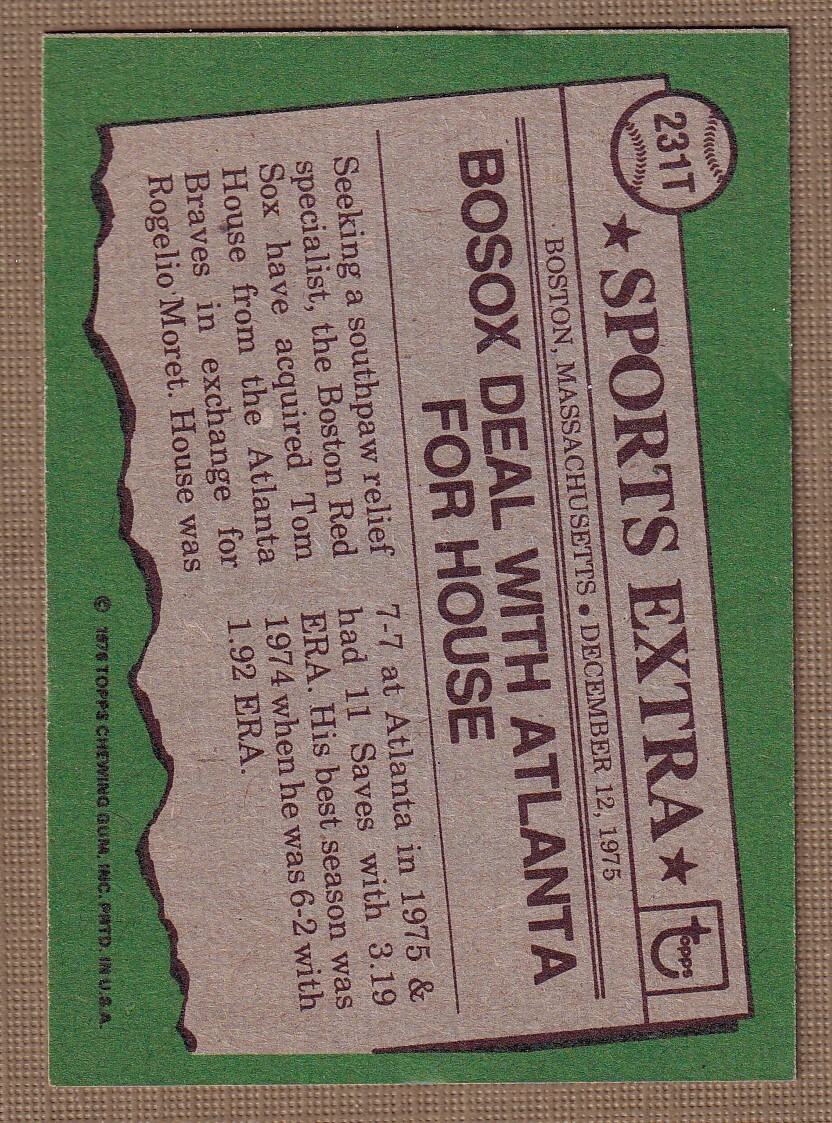 231T
★ SPORTS EXTRA ★
topps
BOSTON, MASSACHUSETTS • DECEMBER 12, 1975
BOSOX DEAL WITH ATLANTA
FOR HOUSE
Seeking a southpaw relief
specialist, the Boston Red
Sox have acquired Tom
House from the Atlanta
Braves in exchange for
Rogelio Moret. House was
7-7 at Atlanta in 1975 &
had 11 Saves with 3.19
ERA. His best season was
1974 when he was 6-2 with
1.92 ERA.
© 1976 TOPPS CHEWING GUM, INC. PRTD. IN U.S.A.